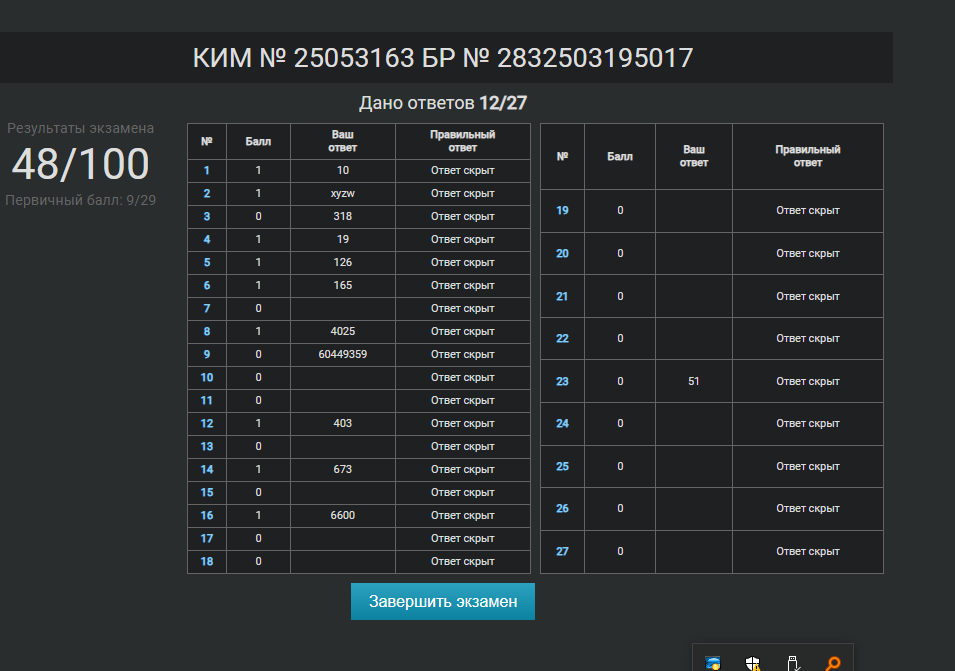 КИМ № 25053163 БР № 2832503195017
Дано ответов 12/27
Результаты экзамена
48/100
Первичный балл: 9/29
№ Балл Ваш ответ Правильный ответ
1 1 10 Ответ скрыт
2 1 xyzw Ответ скрыт
3 0 318 Ответ скрыт
4 1 19 Ответ скрыт
5 1 126 Ответ скрыт
6 1 165 Ответ скрыт
7 0 Ответ скрыт
8 1 4025 Ответ скрыт
9 0 60449359 Ответ скрыт
10 0 Ответ скрыт
11 0 Ответ скрыт
12 1 403 Ответ скрыт
13 0 Ответ скрыт
14 1 673 Ответ скрыт
15 0 Ответ скрыт
16 1 6600 Ответ скрыт
17 0 Ответ скрыт
18 0 Ответ скрыт
№ Балл Ваш ответ Правильный ответ
19 0 Ответ скрыт
20 0 Ответ скрыт
21 0 Ответ скрыт
22 0 Ответ скрыт
23 0 51 Ответ скрыт
24 0 Ответ скрыт
25 0 Ответ скрыт
26 0 Ответ скрыт
27 0 Ответ скрыт
Завершить экзамен